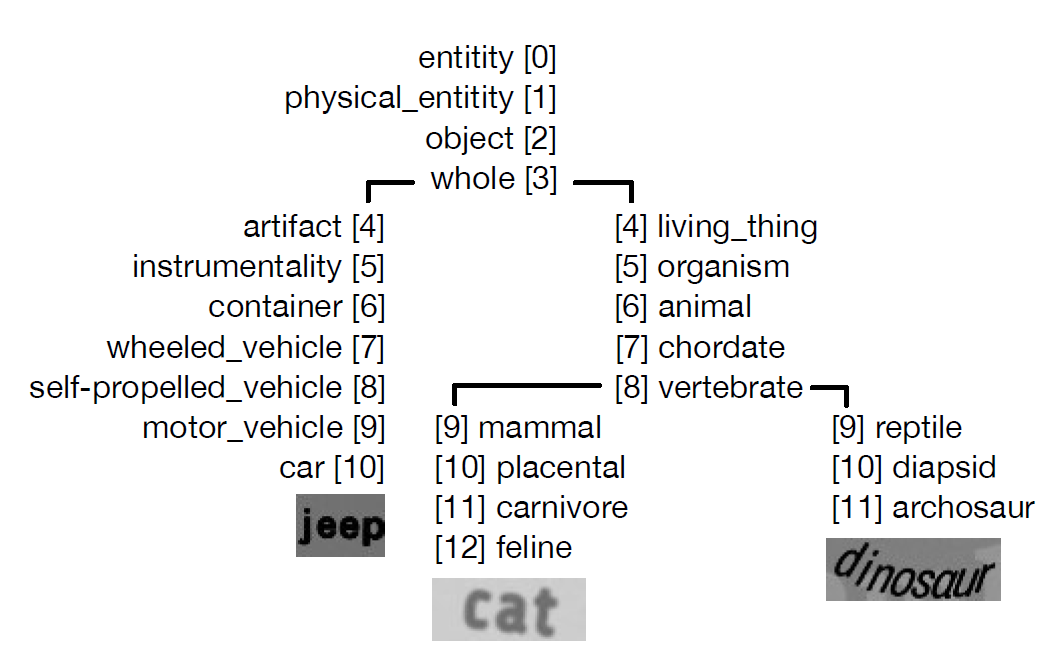 entitity [0]
physical_entitity [1]
object [2]
whole [3]
artifact [4]
instrumentality [5]
container [6]
wheeled_vehicle [7]
self-propelled_vehicle [8]
motor_vehicle [9]
car [10]
jeep
[4] living_thing
[5] organism
[6] animal
[7] chordate
[8] vertebrate
[9] mammal
[10] placental
[11] carnivore
[12] feline
cat
[9] reptile
[10] diapsid
[11] archosaur
dinosaur